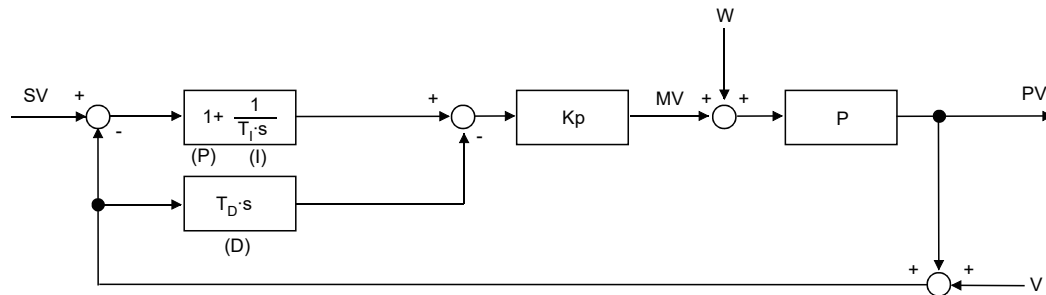 W
SV
+
-
1+ 1
T_I·s
(P)
(I)
+
-
Kp
MV
+
+
P
PV
T_D·s
(D)
+
+
V